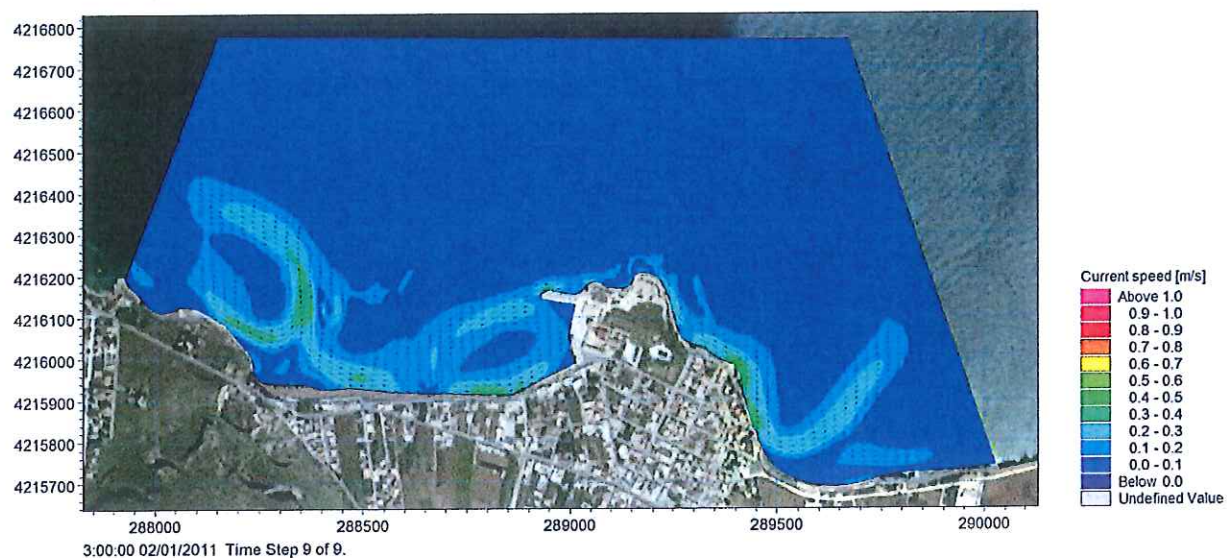 4216800
4216700
4216600
4216500
4216400
4216300
4216200
4216100
4216000
4215900
4215800
4215700
288000 288500 289000 289500 290000
3:00:00 02/01/2011 Time Step 9 of 9.
Current speed [m/s]
Above 1.0
0.9 - 1.0
0.8 - 0.9
0.7 - 0.8
0.6 - 0.7
0.5 - 0.6
0.4 - 0.5
0.3 - 0.4
0.2 - 0.3
0.1 - 0.2
0.0 - 0.1
Below 0.0
Undefined Value